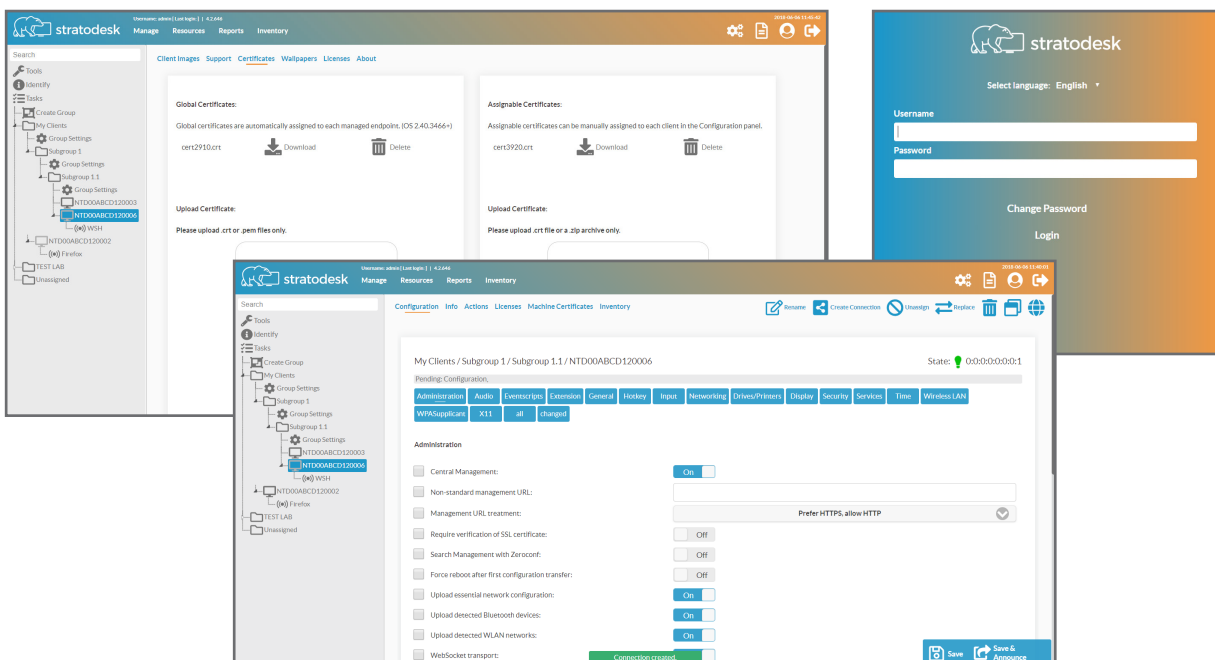 stratodesk
Username: admin | Last login: | | 4.2.646
2018-06-06 11:45:42
Manage Resources Reports Inventory
Search
Tools
Identify
Tasks
Create Group
My Clients
Group Settings
Subgroup 1
Group Settings
Subgroup 1.1
Group Settings
NTD00ABCD120003
NTD00ABCD120006
WSH
NTD00ABCD120002
Firefox
TEST LAB
Unassigned
Client Images Support Certificates Wallpapers Licenses About
Global Certificates:
Global certificates are automatically assigned to each managed endpoint. (OS 2.40.3466+)
cert2910.crt Download Delete
Upload Certificate:
Please upload .crt or .pem files only.
Assignable Certificates:
Assignable certificates can be manually assigned to each client in the Configuration panel.
cert3920.crt Download Delete
Upload Certificate:
Please upload .crt file or a .zip archive only.
stratodesk
Select language: English
Username
Password
Change Password
Login
stratodesk
Username: admin | Last login: | | 4.2.646
2018-06-06 11:40:01
Manage Resources Reports Inventory
Search
Tools
Identify
Tasks
Create Group
My Clients
Group Settings
Subgroup 1
Group Settings
Subgroup 1.1
Group Settings
NTD00ABCD120003
NTD00ABCD120006
WSH
NTD00ABCD120002
Firefox
TEST LAB
Unassigned
Configuration Info Actions Licenses Machine Certificates Inventory
Rename Create Connection Unassign Replace
My Clients / Subgroup 1 / Subgroup 1.1 / NTD00ABCD120006
State: 0:0:0:0:0:0:0:1
Pending: Configuration,
Administration Audio Eventscripts Extension General Hotkey Input Networking Drives/Printers Display Security Services Time Wireless LAN
WPASupplicant X11 all changed
Administration
Central Management: On
Non-standard management URL:
Management URL treatment: Prefer HTTPS, allow HTTP
Require verification of SSL certificate: Off
Search Management with Zeroconf: Off
Force reboot after first configuration transfer: Off
Upload essential network configuration: On
Upload detected Bluetooth devices: On
Upload detected WLAN networks: On
WebSocket transport:
Connection created.
Save
Save &
Announce